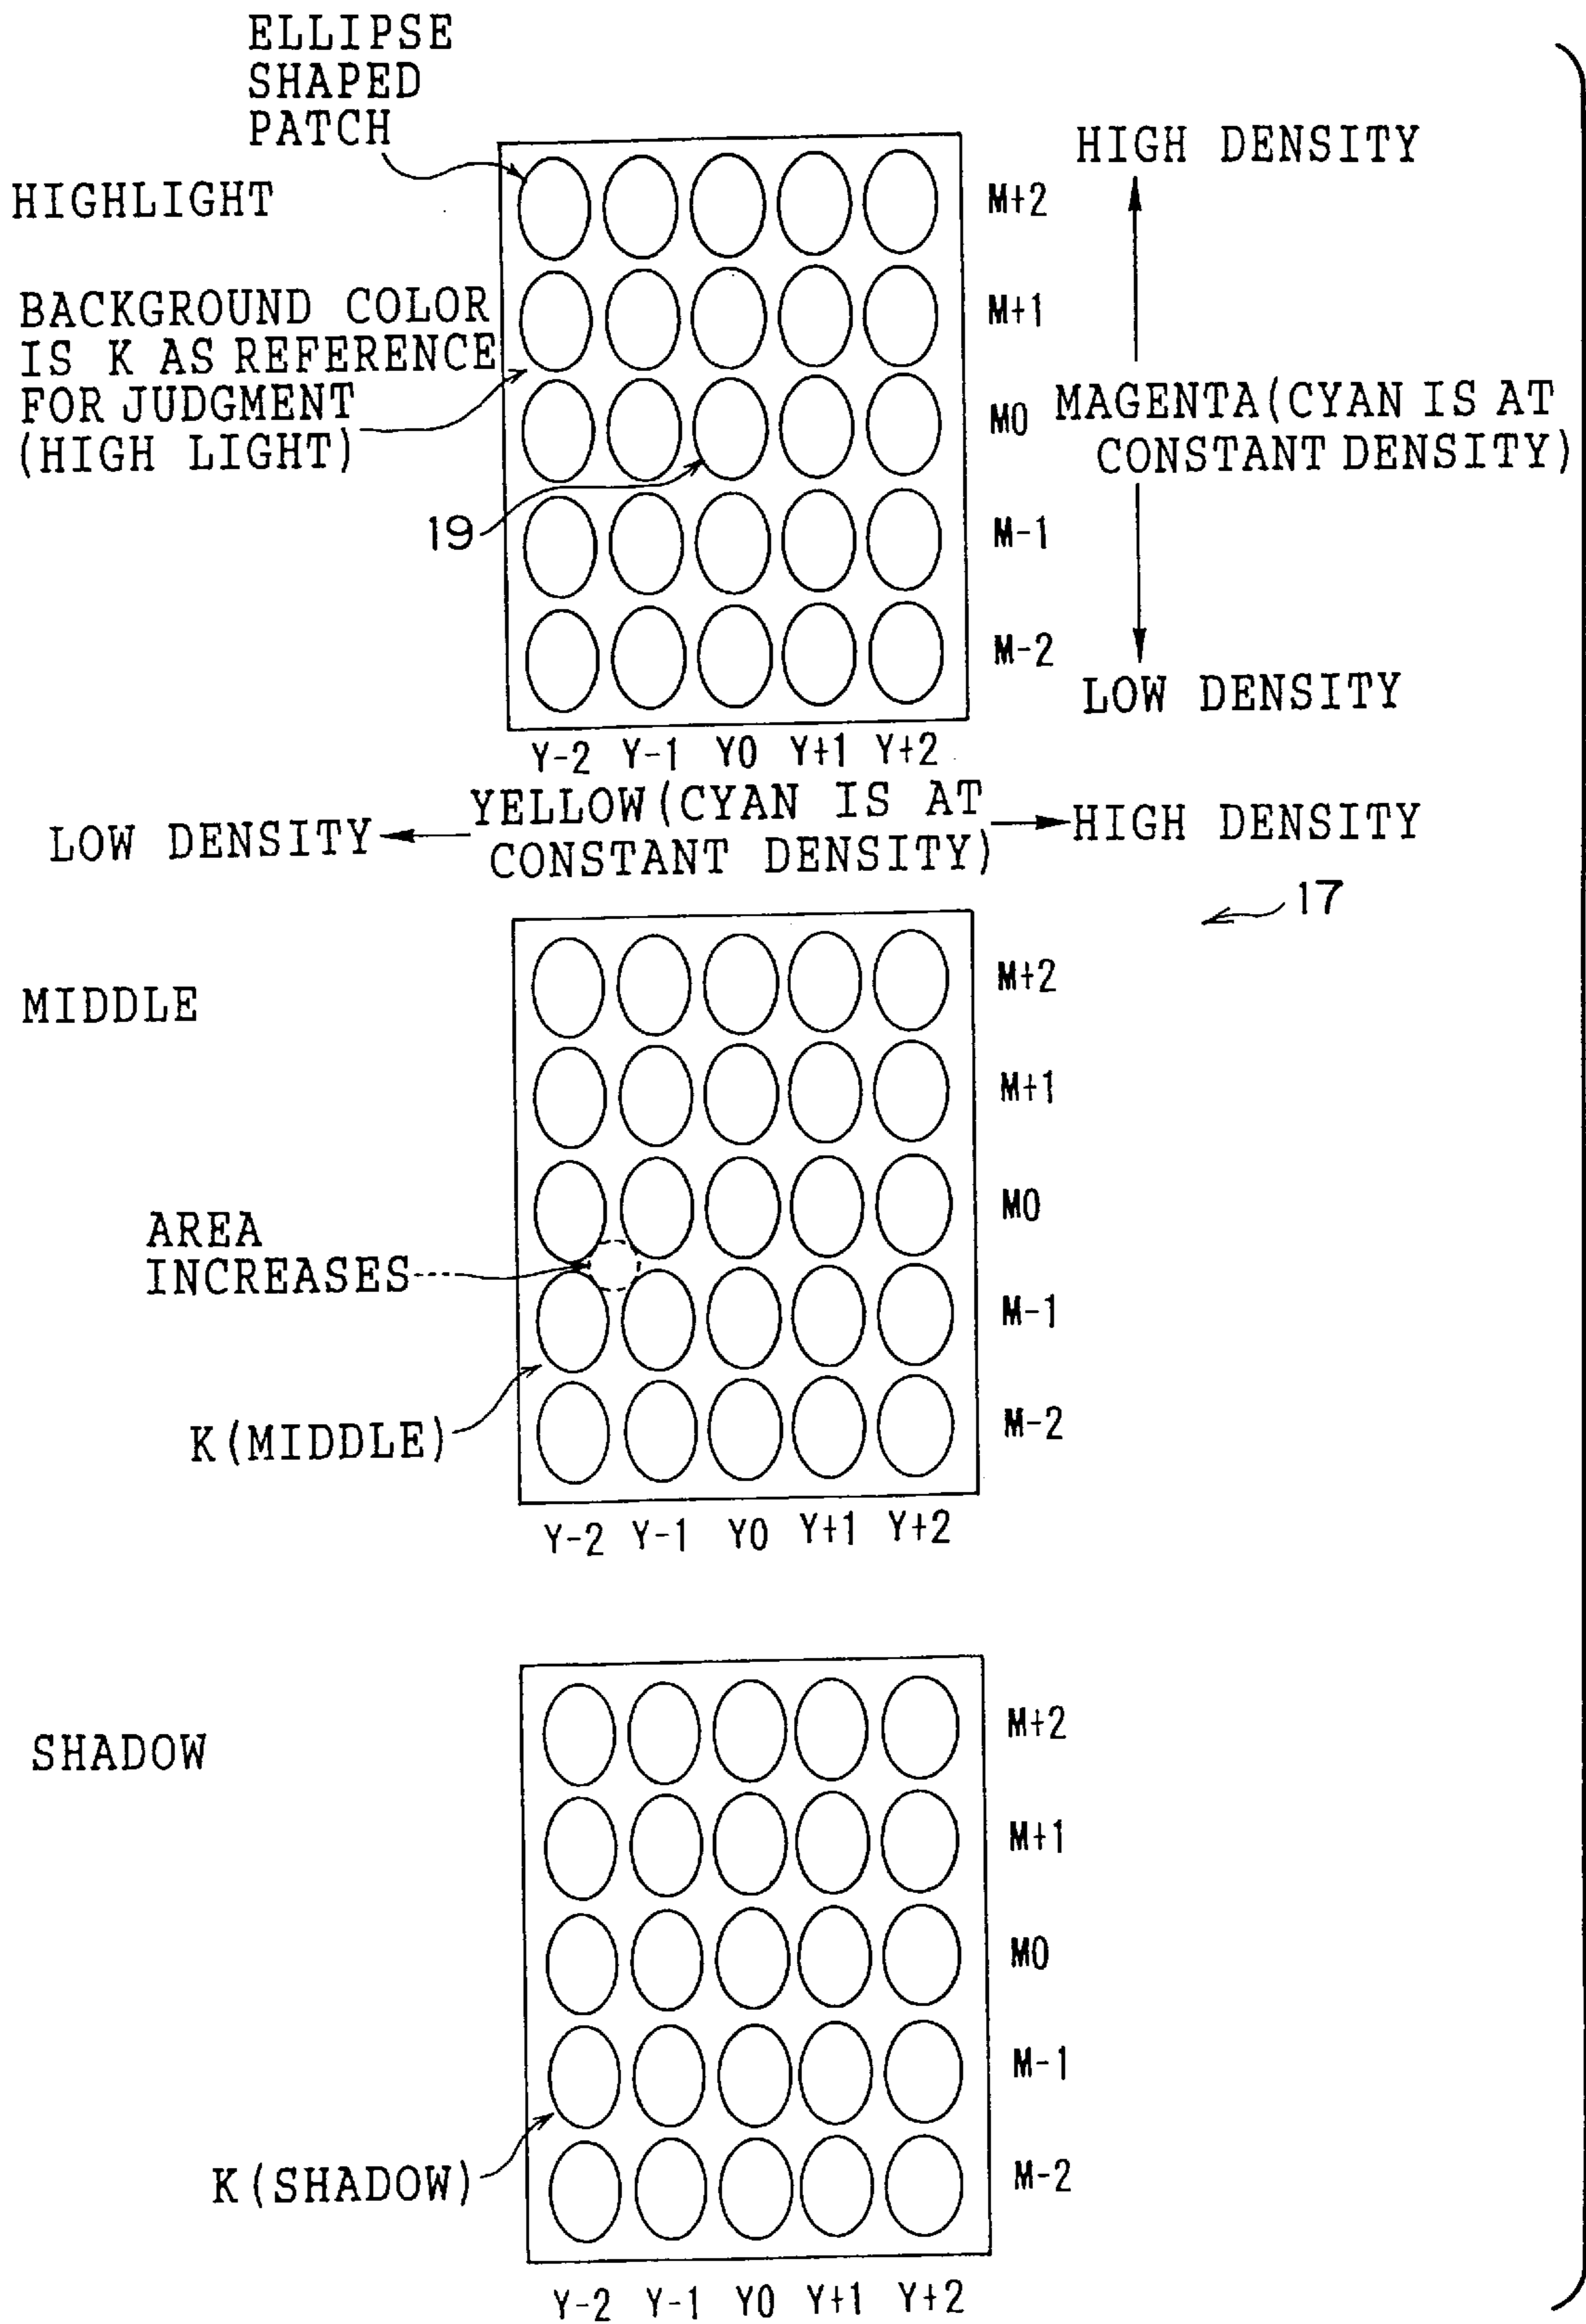 ELLIPSE
SHAPED
PATCH
HIGHLIGHT
BACKGROUND COLOR
IS K AS REFERENCE
FOR JUDGMENT
(HIGH LIGHT)
19
M+2
M+1
M0
M-1
M-2
HIGH DENSITY
MAGENTA(CYAN IS AT
CONSTANT DENSITY)
LOW DENSITY
Y-2 Y-1 Y0 Y+1 Y+2
LOW DENSITY
YELLOW(CYAN IS AT
CONSTANT DENSITY)
HIGH DENSITY
17
MIDDLE
M+2
M+1
M0
M-1
M-2
AREA
INCREASES
K(MIDDLE)
Y-2 Y-1 Y0 Y+1 Y+2
SHADOW
M+2
M+1
M0
M-1
M-2
K(SHADOW)
Y-2 Y-1 Y0 Y+1 Y+2